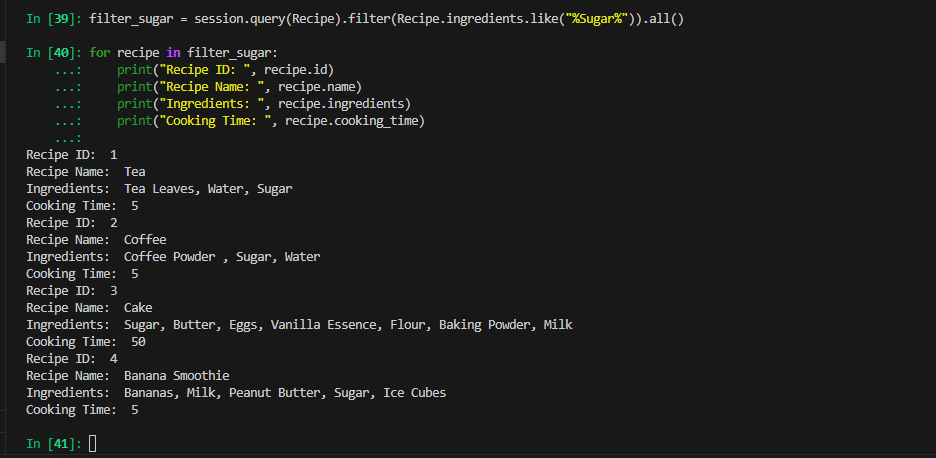 In [39]: filter_sugar = session.query(Recipe).filter(Recipe.ingredients.like("%Sugar%")).all()
In [40]: for recipe in filter_sugar:
    ...:     print("Recipe ID: ", recipe.id)
    ...:     print("Recipe Name: ", recipe.name)
    ...:     print("Ingredients: ", recipe.ingredients)
    ...:     print("Cooking Time: ", recipe.cooking_time)
    ...:
Recipe ID:  1
Recipe Name:  Tea
Ingredients:  Tea Leaves, Water, Sugar
Cooking Time:  5
Recipe ID:  2
Recipe Name:  Coffee
Ingredients:  Coffee Powder , Sugar, Water
Cooking Time:  5
Recipe ID:  3
Recipe Name:  Cake
Ingredients:  Sugar, Butter, Eggs, Vanilla Essence, Flour, Baking Powder, Milk
Cooking Time:  50
Recipe ID:  4
Recipe Name:  Banana Smoothie
Ingredients:  Bananas, Milk, Peanut Butter, Sugar, Ice Cubes
Cooking Time:  5
In [41]: